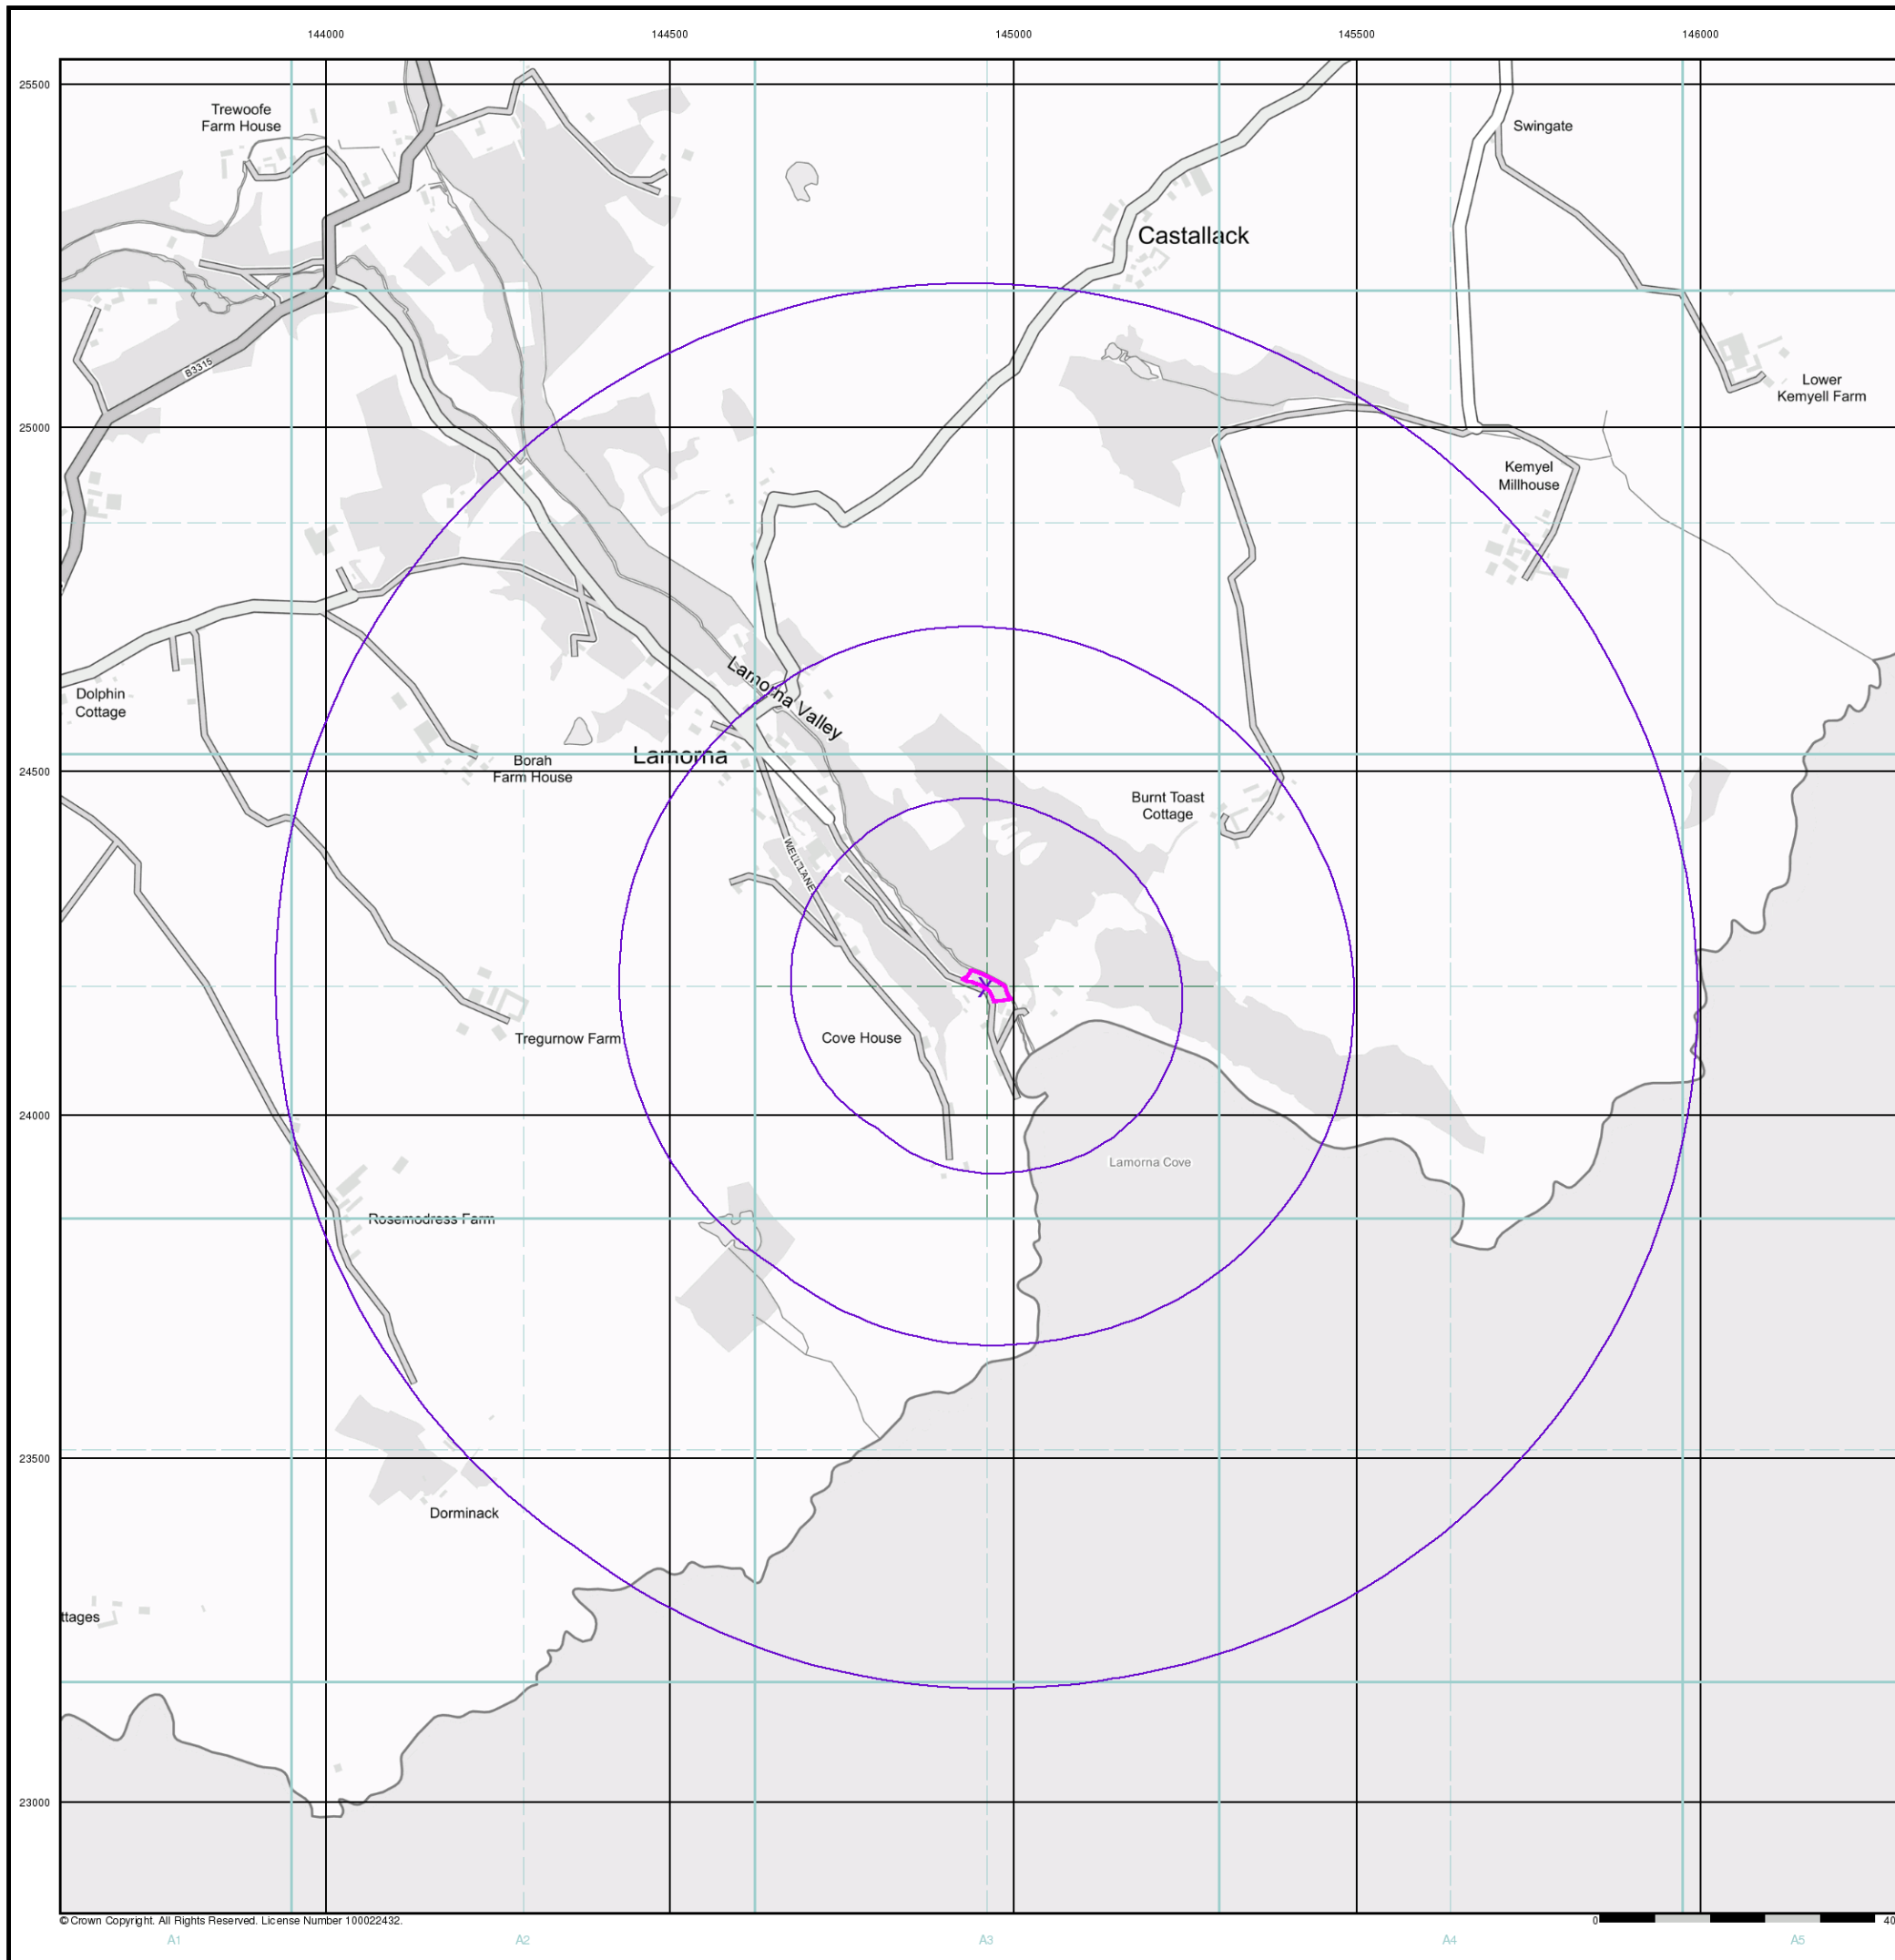 144000 144500 145000 145500 146000
25500
Trewoofe
Farm House
Swingate
Castallack
B3315
Lower
Kemyell Farm
25000
Kemyel
Millhouse
Lamorna Valley
Dolphin
Cottage
Lamorna
Borah
Farm House
24500
Burnt Toast
Cottage
WELL LANE
Tregurnow Farm
Cove House
24000
Lamorna Cove
Rosemodress Farm
23500
Dorminack
ttages
23000
© Crown Copyright. All Rights Reserved. License Number 100022432.
0 40
A1 A2 A3 A4 A5